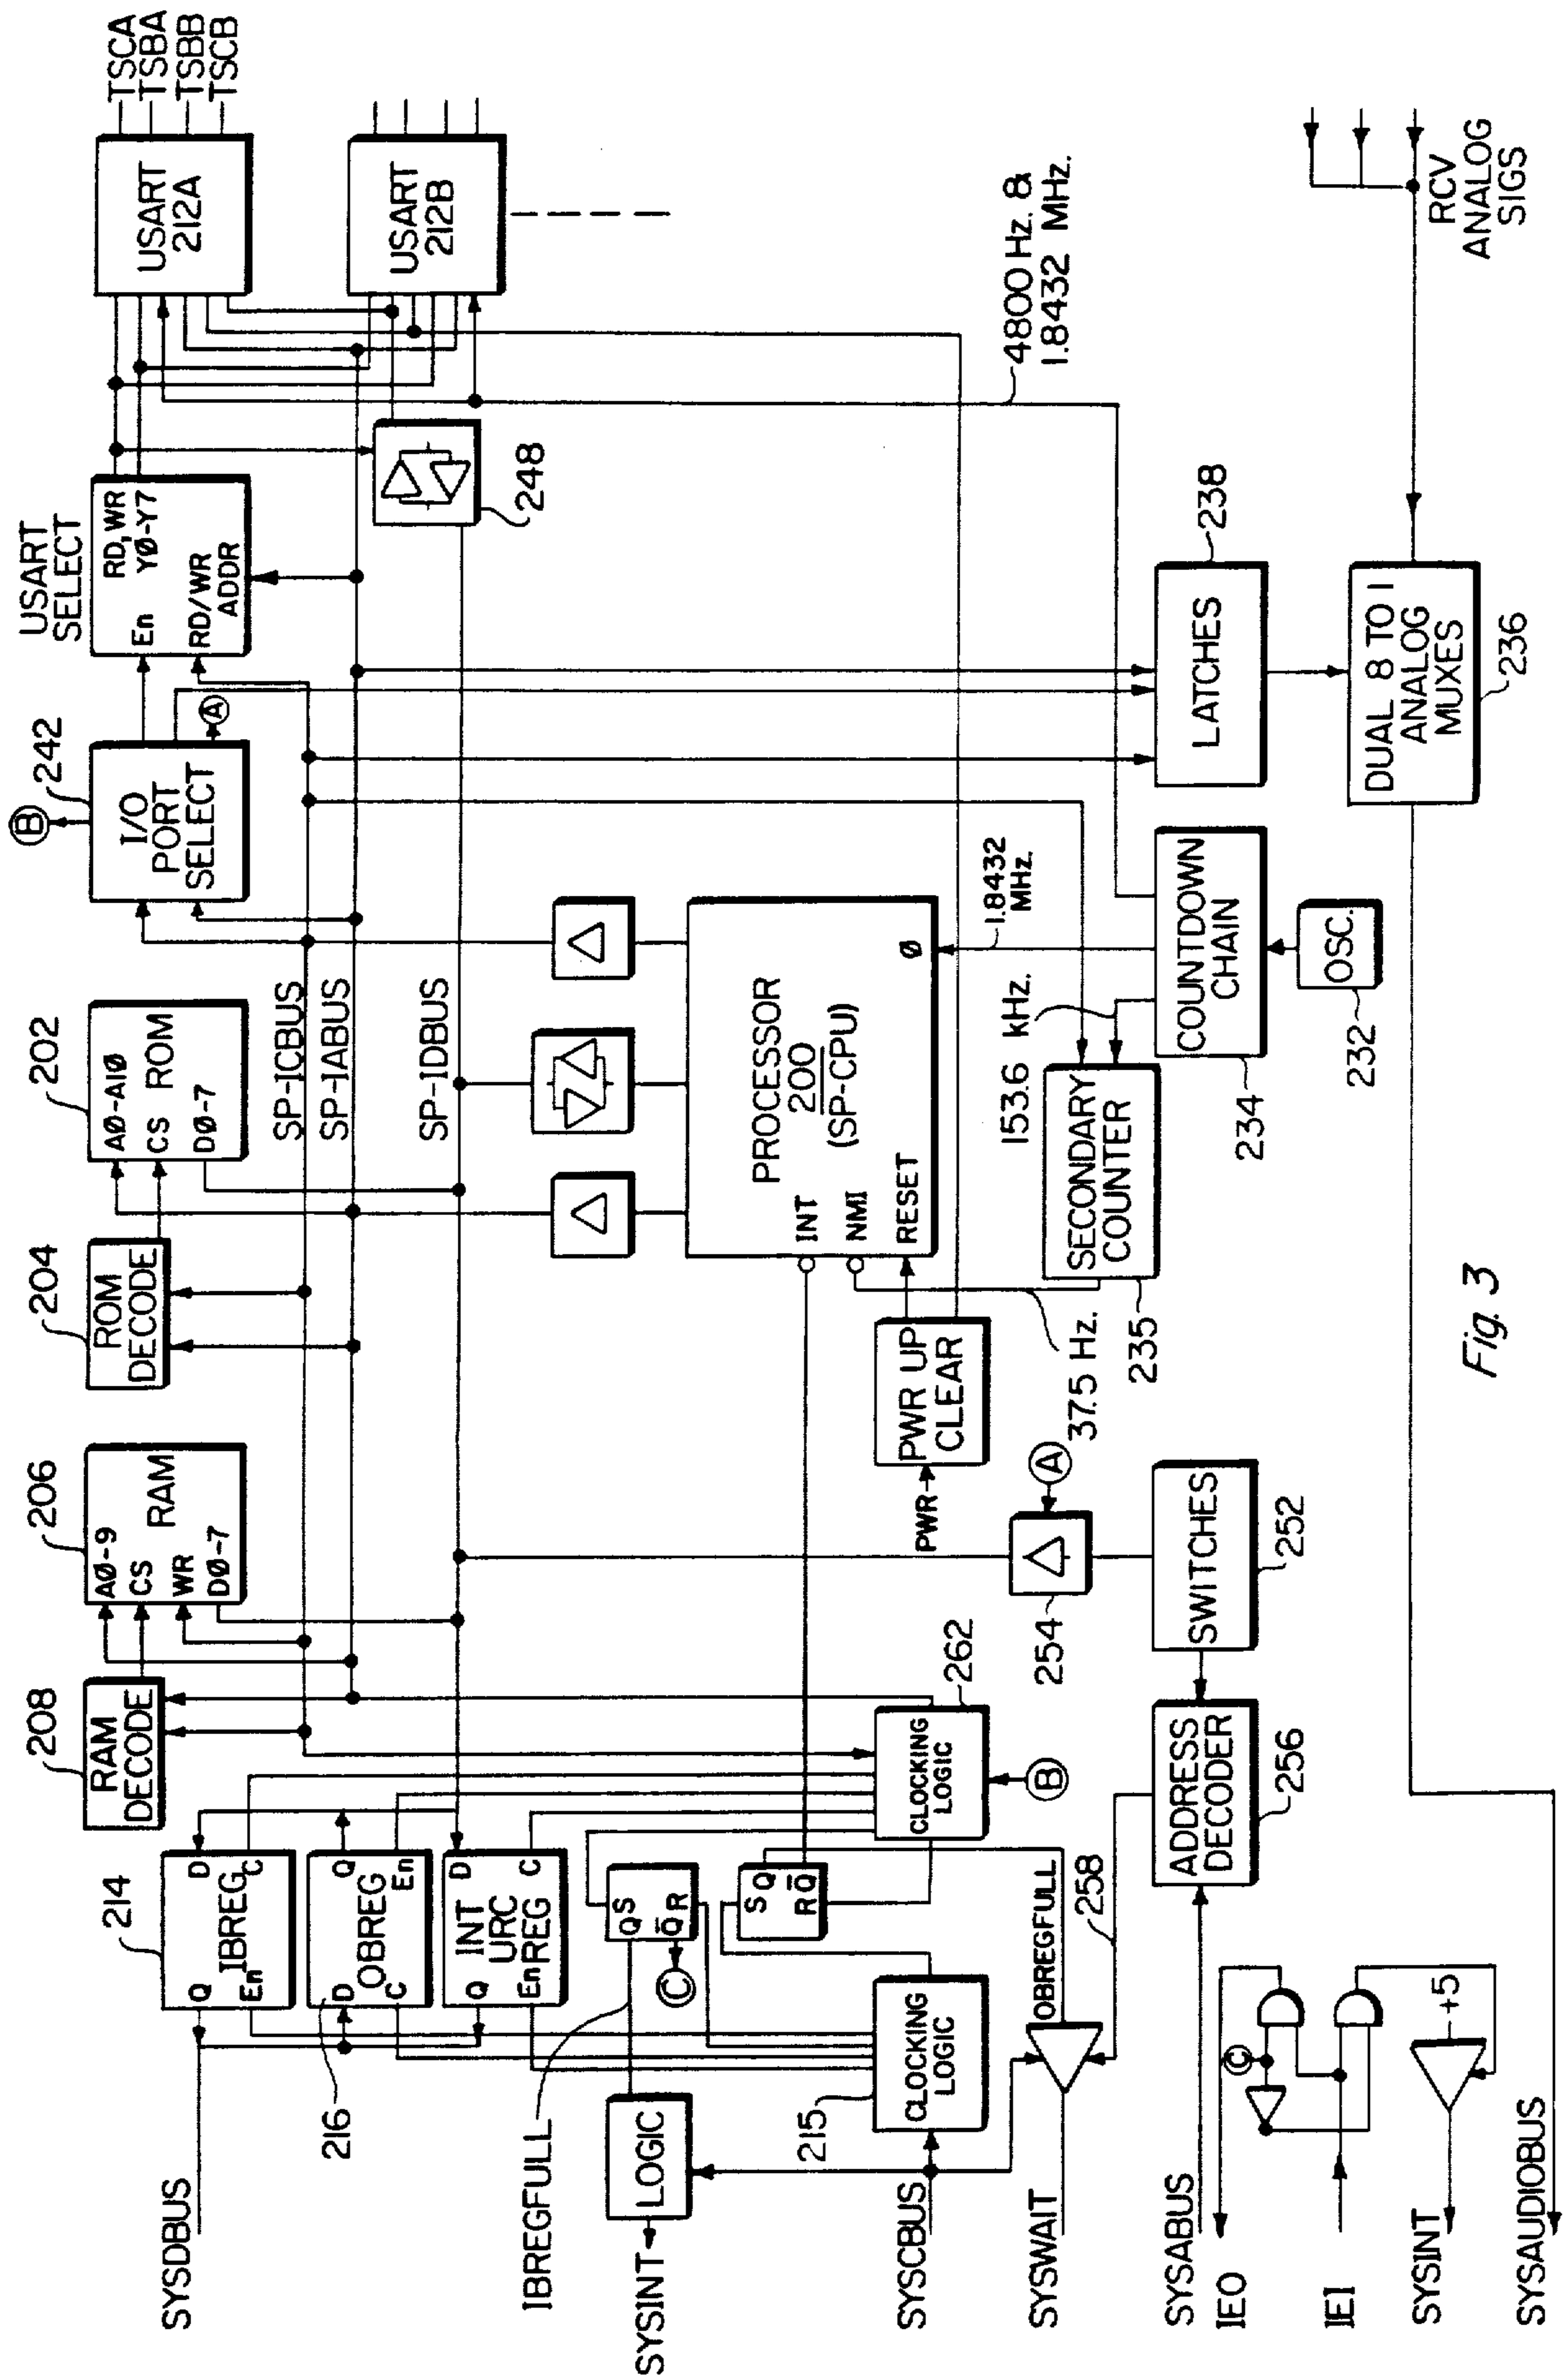 SYSDBUS
214
Q
IBREG
D
En
C
216
D
OBREG
Q
C
En
Q
INT
URC
REG
D
En
C
IBREGFULL
SYSINT
LOGIC
Q
S
Q̅
R
C
215
CLOCKING
LOGIC
S
Q
R
Q̅
SYSCBUS
SYSWAIT
OBREGFULL
258
262
CLOCKING
LOGIC
B
208
RAM
DECODE
206
AØ-9
CS
RAM
WR
DØ-7
204
ROM
DECODE
202
AØ-A1Ø
CS ROM
DØ-7
SP-ICBUS
SP-IABUS
SP-IDBUS
B
242
I/O
PORT
SELECT
A
USART
SELECT
En
RD, WR
YØ-Y7
RD/WR
ADDR
248
USART
212A
TSCA
TSBA
TSBB
TSCB
USART
212B
4800 Hz. &
1.8432 MHz.
INT
NMI
RESET
PROCESSOR
200
(SP-CPU)
Ø
1.8432
MHz.
PWR
PWR UP
CLEAR
37.5 Hz.
153.6 kHz.
SECONDARY
COUNTER
235
COUNTDOWN
CHAIN
234
OSC.
232
LATCHES
238
DUAL 8 TO 1
ANALOG
MUXES
236
RCV
ANALOG
SIGS
A
254
SWITCHES
252
ADDRESS
DECODER
256
SYSABUS
IEO
C
IEI
SYSINT
+5
SYSAUDIOBUS
Fig. 3